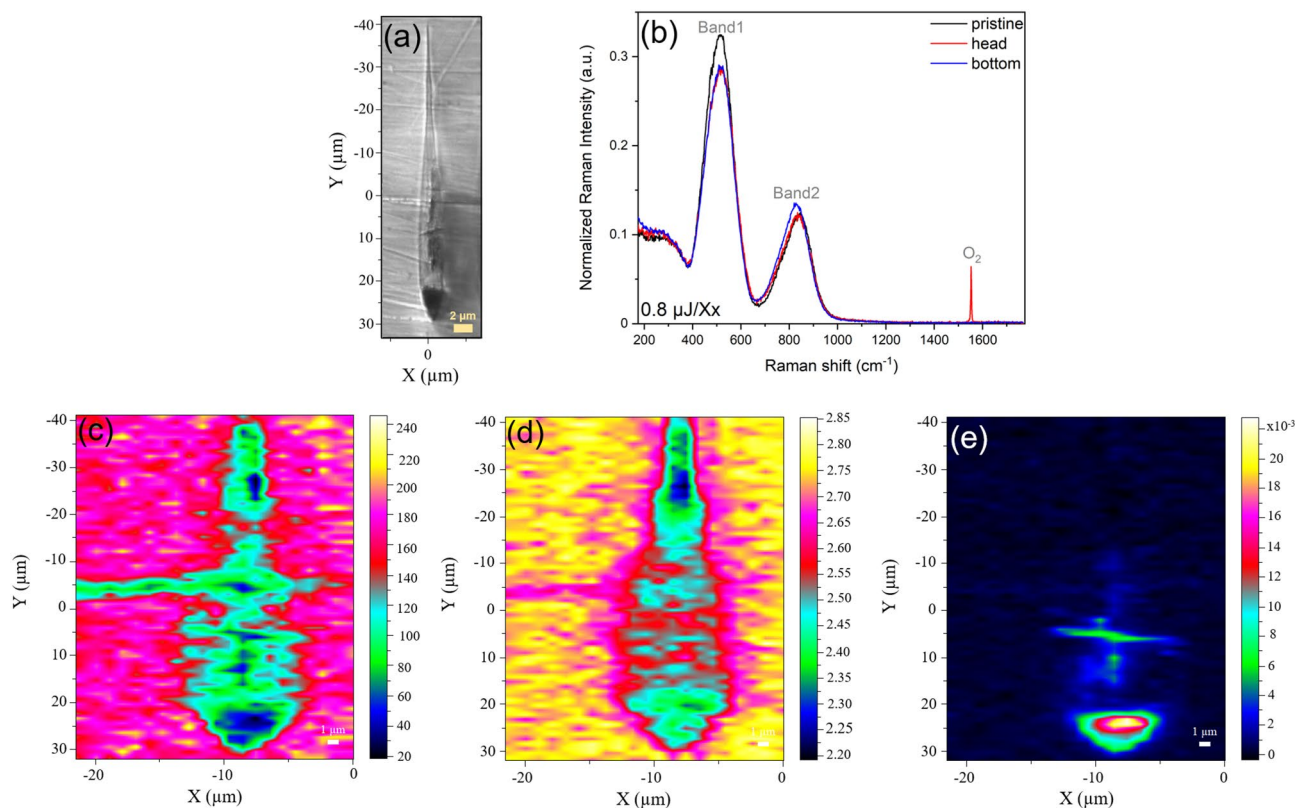 (a)
-40
-30
-20
-10
0
10
20
30
Y (µm)
0
X (µm)
2 µm
(b)
Band1
Band2
O2
pristine
head
bottom
0.8 µJ/Xx
0.3
0.2
0.1
0
Normalized Raman Intensity (a.u.)
200 400 600 800 1000 1200 1400 1600
Raman shift (cm-1)
(c)
-40
-30
-20
-10
0
10
20
30
Y (µm)
-20 -10 0
X (µm)
1 µm
240
220
200
180
160
140
120
100
80
60
40
20
(d)
-40
-30
-20
-10
0
10
20
30
Y (µm)
-20 -10 0
X (µm)
1 µm
2.85
2.80
2.75
2.70
2.65
2.60
2.55
2.50
2.45
2.40
2.35
2.30
2.25
2.20
(e)
-40
-30
-20
-10
0
10
20
30
Y (µm)
-20 -10 0
X (µm)
1 µm
x10-3
20
18
16
14
12
10
8
6
4
2
0